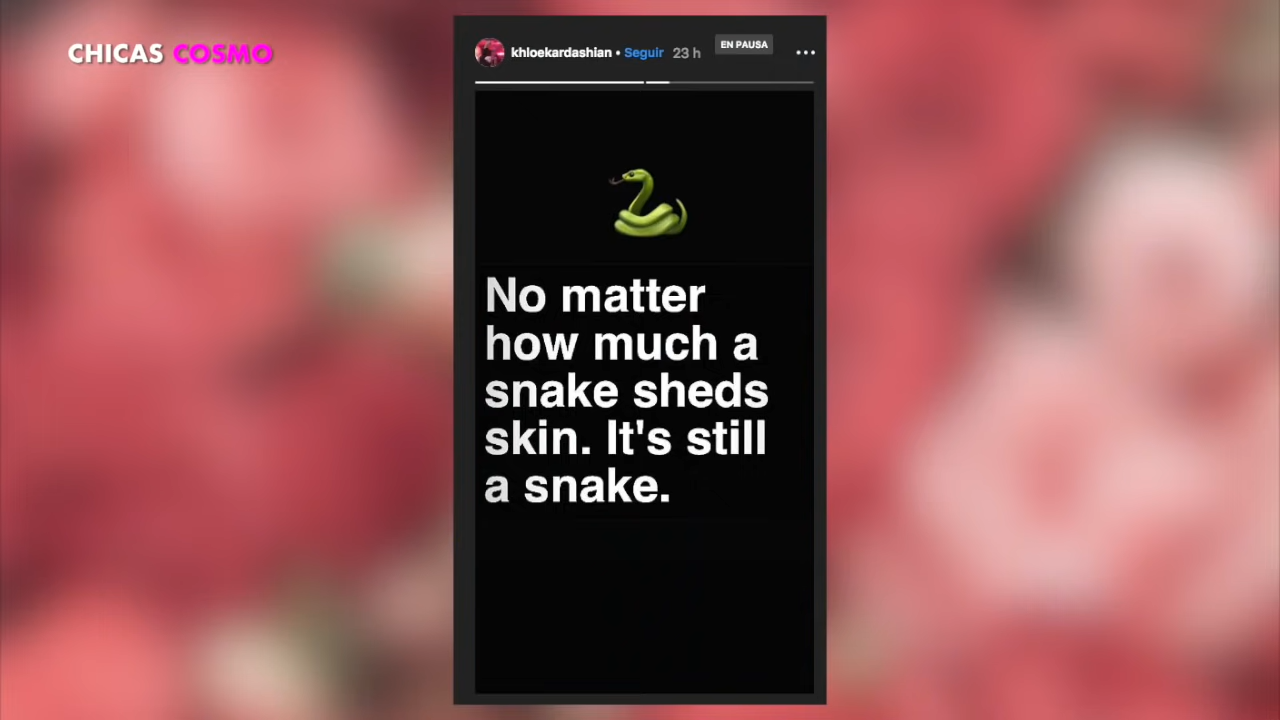 CHICAS COSMO
khloekardashian • Seguir 23 h EN PAUSA
No matter
how much a
snake sheds
skin. It's still
a snake.